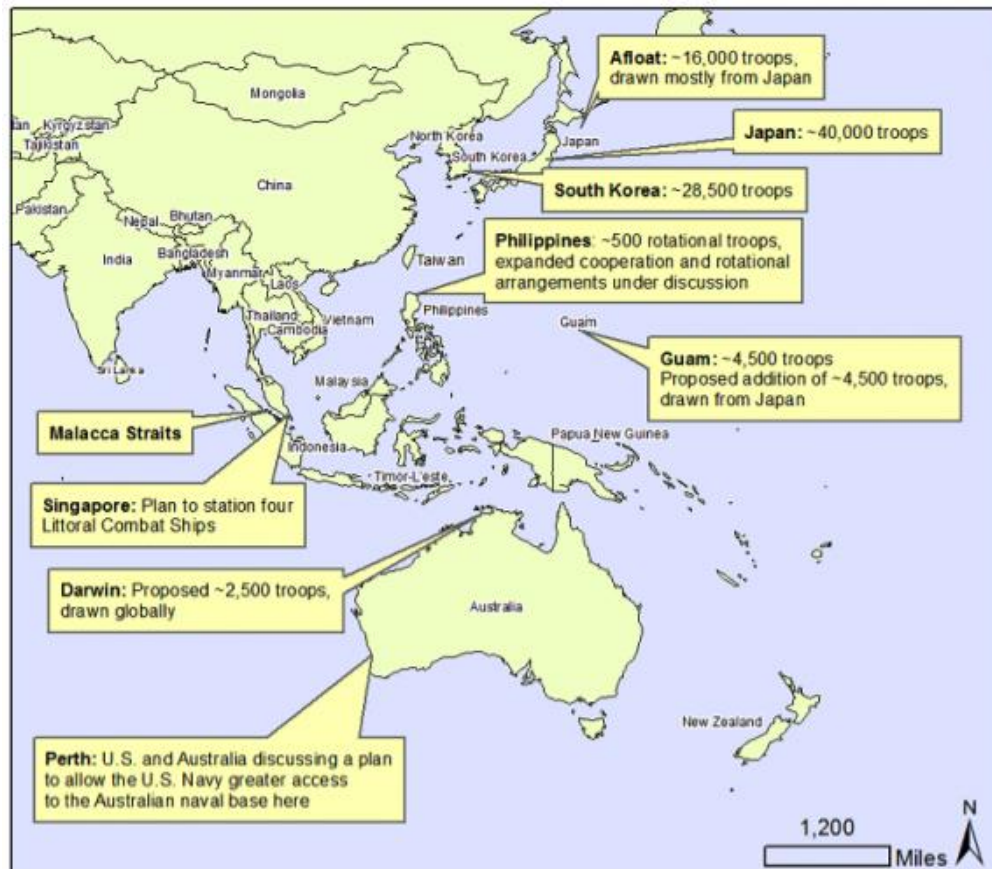 Afloat: ~16,000 troops,
drawn mostly from Japan
Mongolia
Kyrgyzstan
Tajikistan
North Korea
Japan
Japan: ~40,000 troops
South Korea
China
South Korea: ~28,500 troops
Pakistan
Nepal
Bhutan
India
Bangladesh
Myanmar
Laos
Taiwan
Philippines: ~500 rotational troops,
expanded cooperation and rotational
arrangements under discussion
Thailand
Vietnam
Cambodia
Philippines
Guam
Sri Lanka
Malaysia
Guam: ~4,500 troops
Proposed addition of ~4,500 troops,
drawn from Japan
Malacca Straits
Indonesia
Papua New Guinea
Timor-L'este
Singapore: Plan to station four
Littoral Combat Ships
Darwin: Proposed ~2,500 troops,
drawn globally
Australia
New Zealand
Perth: U.S. and Australia discussing a plan
to allow the U.S. Navy greater access
to the Australian naval base here
N
1,200
Miles